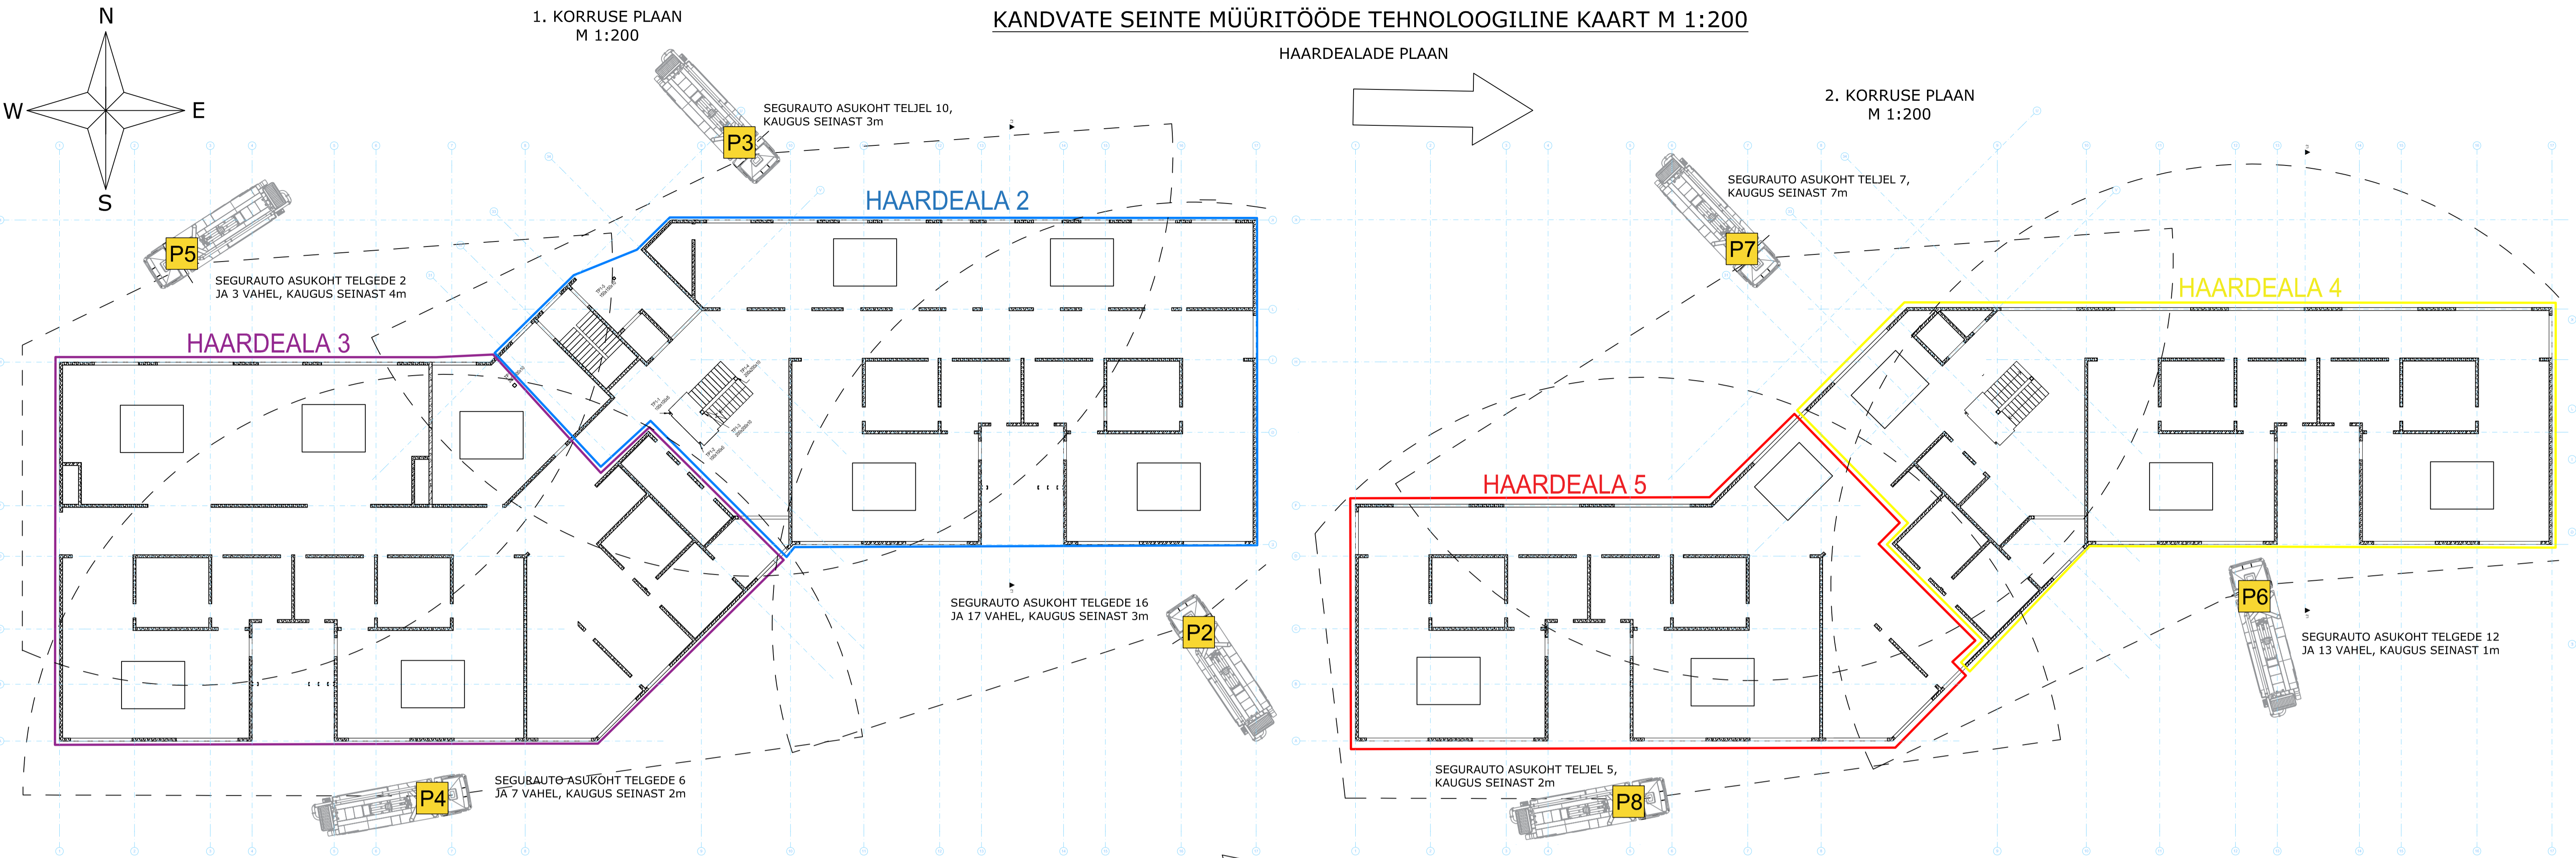 KANDVATE SEINTE MÜÜRITÖÖDE TEHNOLOOGILINE KAART M 1:200
HAARDEALADE PLAAN
1. KORRUSE PLAAN
M 1:200
N
W
E
S
P3
SEGURAUTO ASUKOHT TELJEL 10,
KAUGUS SEINAST 3m
P5
SEGURAUTO ASUKOHT TELGEDE 2
JA 3 VAHEL, KAUGUS SEINAST 4m
HAARDEALA 2
HAARDEALA 3
SEGURAUTO ASUKOHT TELGEDE 16
JA 17 VAHEL, KAUGUS SEINAST 3m
P2
SEGURAUTO ASUKOHT TELGEDE 6
JA 7 VAHEL, KAUGUS SEINAST 2m
P4
2. KORRUSE PLAAN
M 1:200
SEGURAUTO ASUKOHT TELJEL 7,
KAUGUS SEINAST 7m
P7
HAARDEALA 4
HAARDEALA 5
P6
SEGURAUTO ASUKOHT TELGEDE 12
JA 13 VAHEL, KAUGUS SEINAST 1m
SEGURAUTO ASUKOHT TELJEL 5,
KAUGUS SEINAST 2m
P8